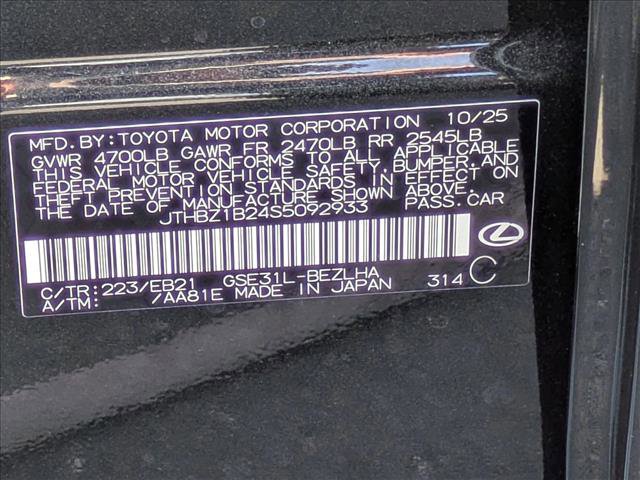 MFD. BY: TOYOTA MOTOR CORPORATION 10/25
GVWR 4700LB GAWR FR 2470LB RR 2545LB
THIS VEHICLE CONFORMS TO ALL APPLICABLE
FEDERAL MOTOR VEHICLE SAFETY, BUMPER, AND
THEFT PREVENTION STANDARDS IN EFFECT ON
THE DATE OF MANUFACTURE SHOWN ABOVE.
JTHBZ1B24S5092933 PASS. CAR
C/TR: 223/EB21 GSE31L-BEZLHA
A/TM: 7AA81E MADE IN JAPAN 314 C